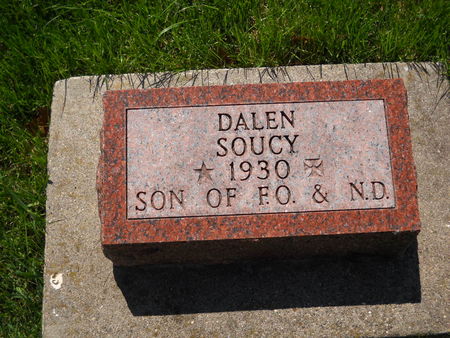 DALEN
SOUCY
★ 1930 ✠
SON OF F.O. & N.D.